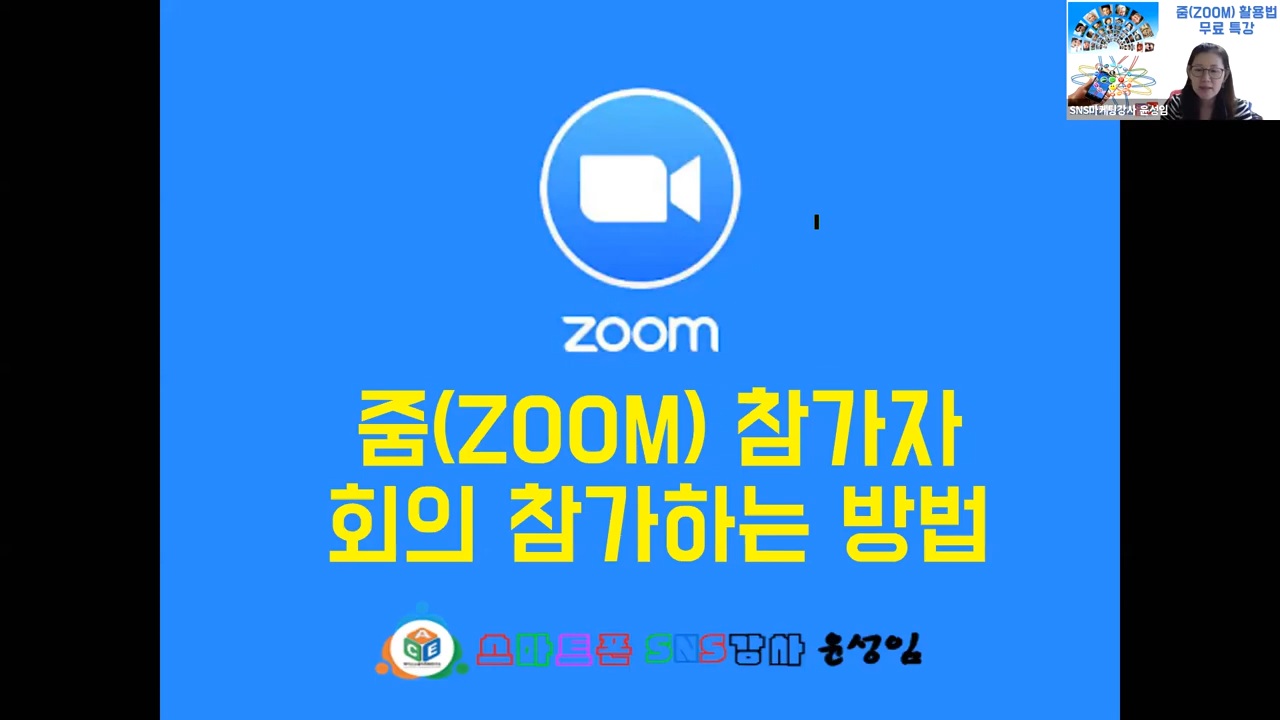 줌(ZOOM) 활용법
무료 특강
SNS마케팅강사 윤성임
zoom
줌(ZOOM) 참가자
회의 참가하는 방법
ACE
스마트폰 SNS강사 윤성임